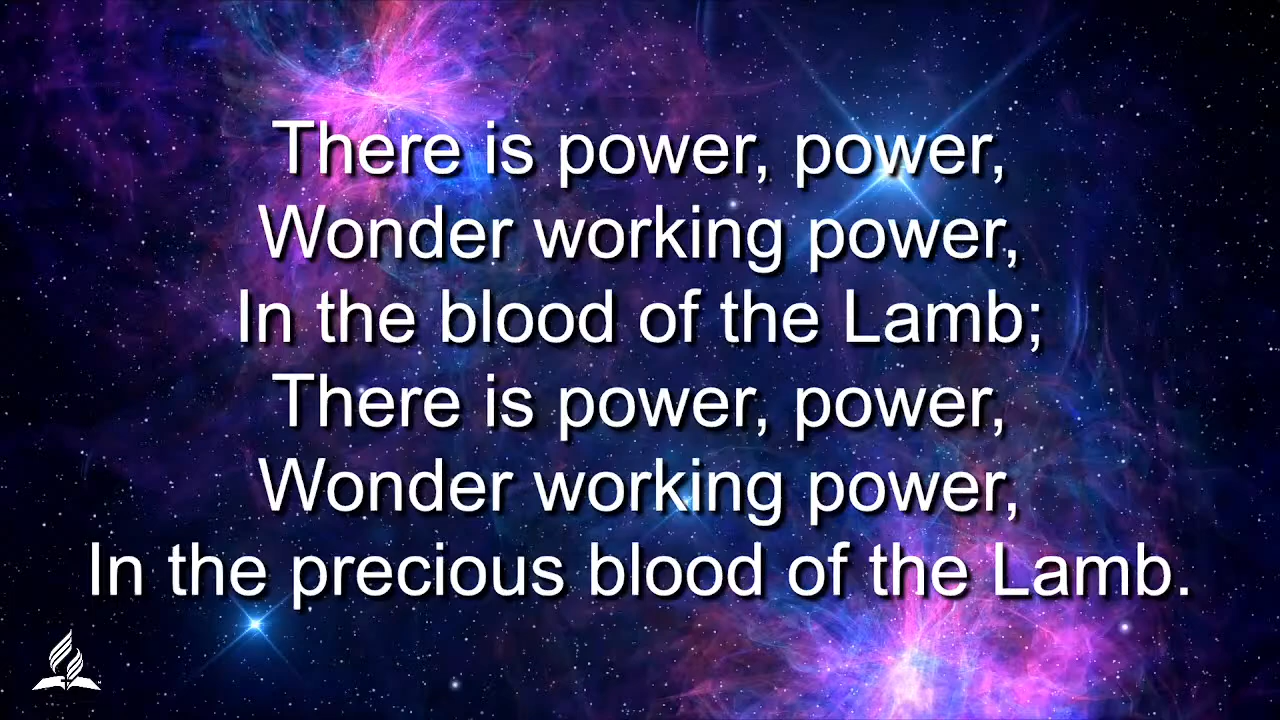 There is power, power,
Wonder working power,
In the blood of the Lamb;
There is power, power,
Wonder working power,
In the precious blood of the Lamb.